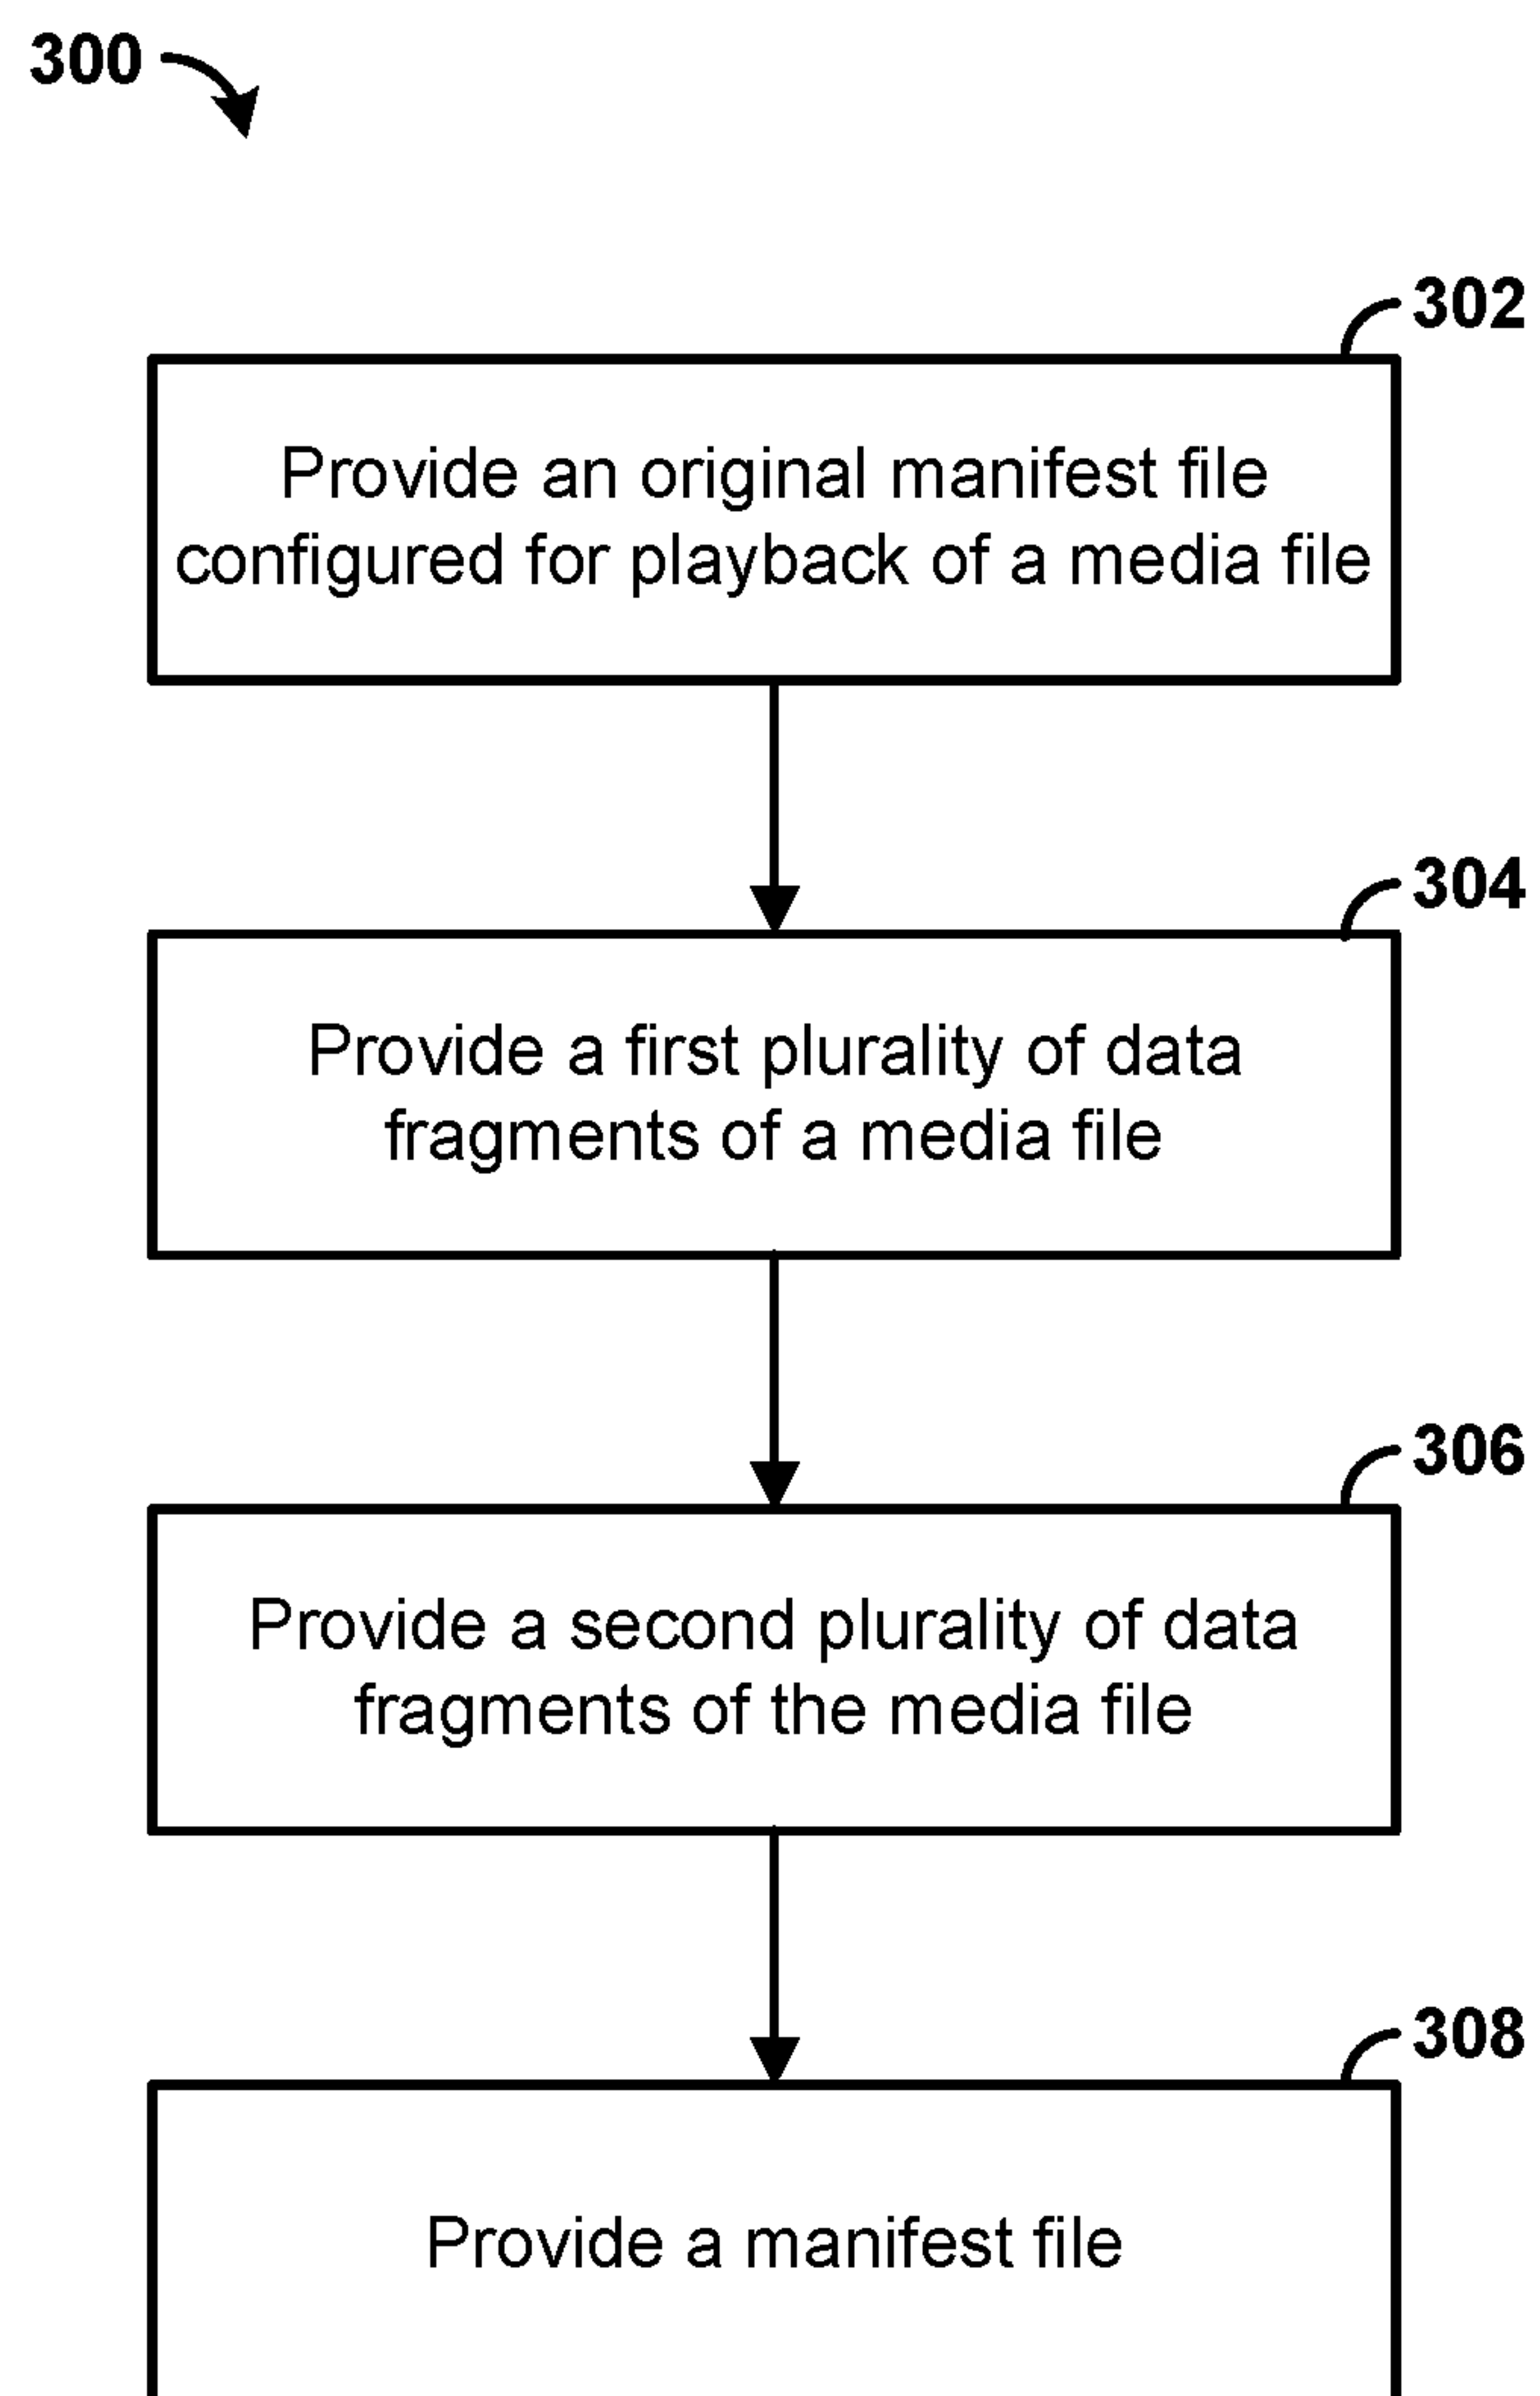 300
302
Provide an original manifest file
configured for playback of a media file
304
Provide a first plurality of data
fragments of a media file
306
Provide a second plurality of data
fragments of the media file
308
Provide a manifest file